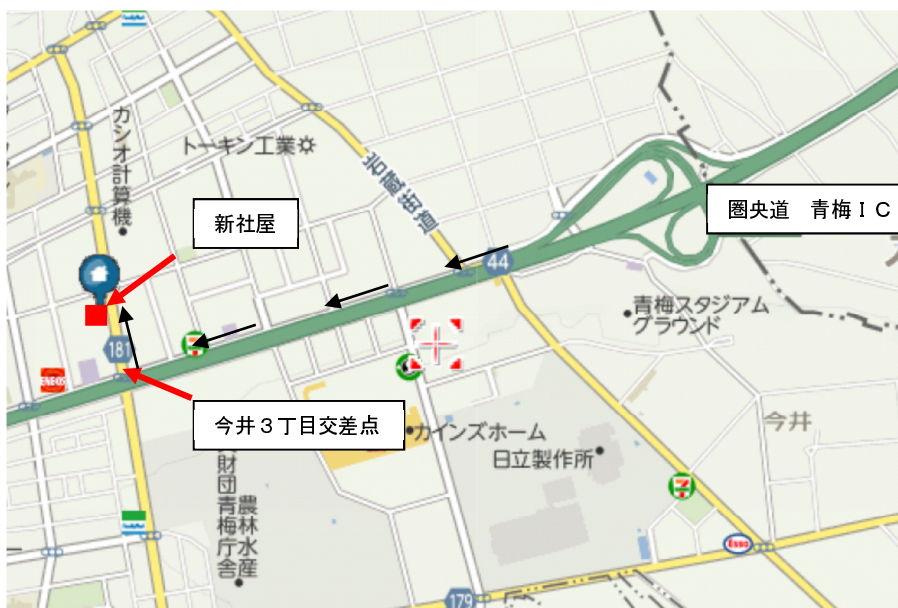 FamilyMart
カシオ計算機
トーキン工業
岩蔵街道
新社屋
圏央道 青梅IC
44
青梅スタジアム
グラウンド
181
ENEOS
今井3丁目交差点
カインズホーム
今井
日立製作所
財団青梅庁舎
農林水産
FamilyMart
Esso
179